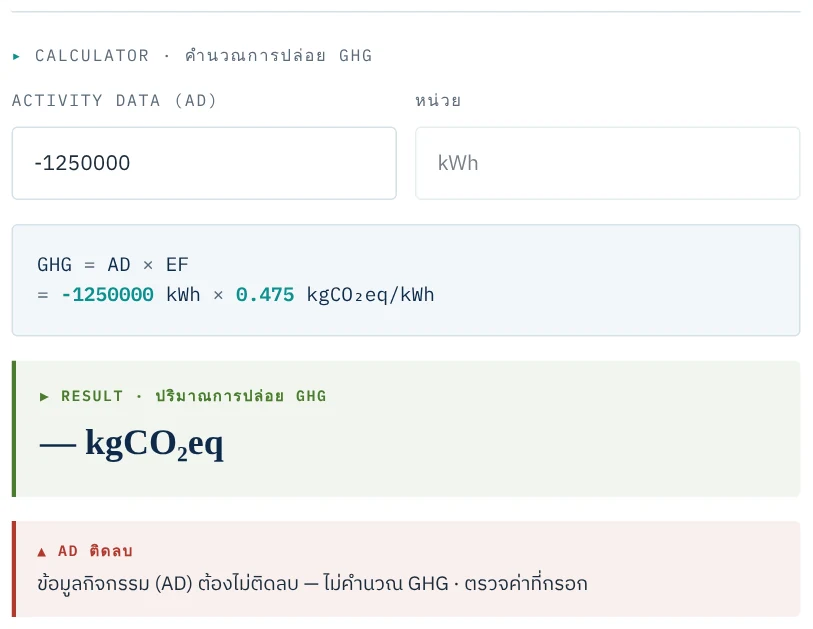 ▸ CALCULATOR · คำนวณการปล่อย GHG
ACTIVITY DATA (AD)
หน่วย
-1250000
kWh
GHG = AD × EF
= -1250000 kWh × 0.475 kgCO₂eq/kWh
▸ RESULT · ปริมาณการปล่อย GHG
— kgCO₂eq
▲ AD ติดลบ
ข้อมูลกิจกรรม (AD) ต้องไม่ติดลบ — ไม่คำนวณ GHG · ตรวจค่าที่กรอก